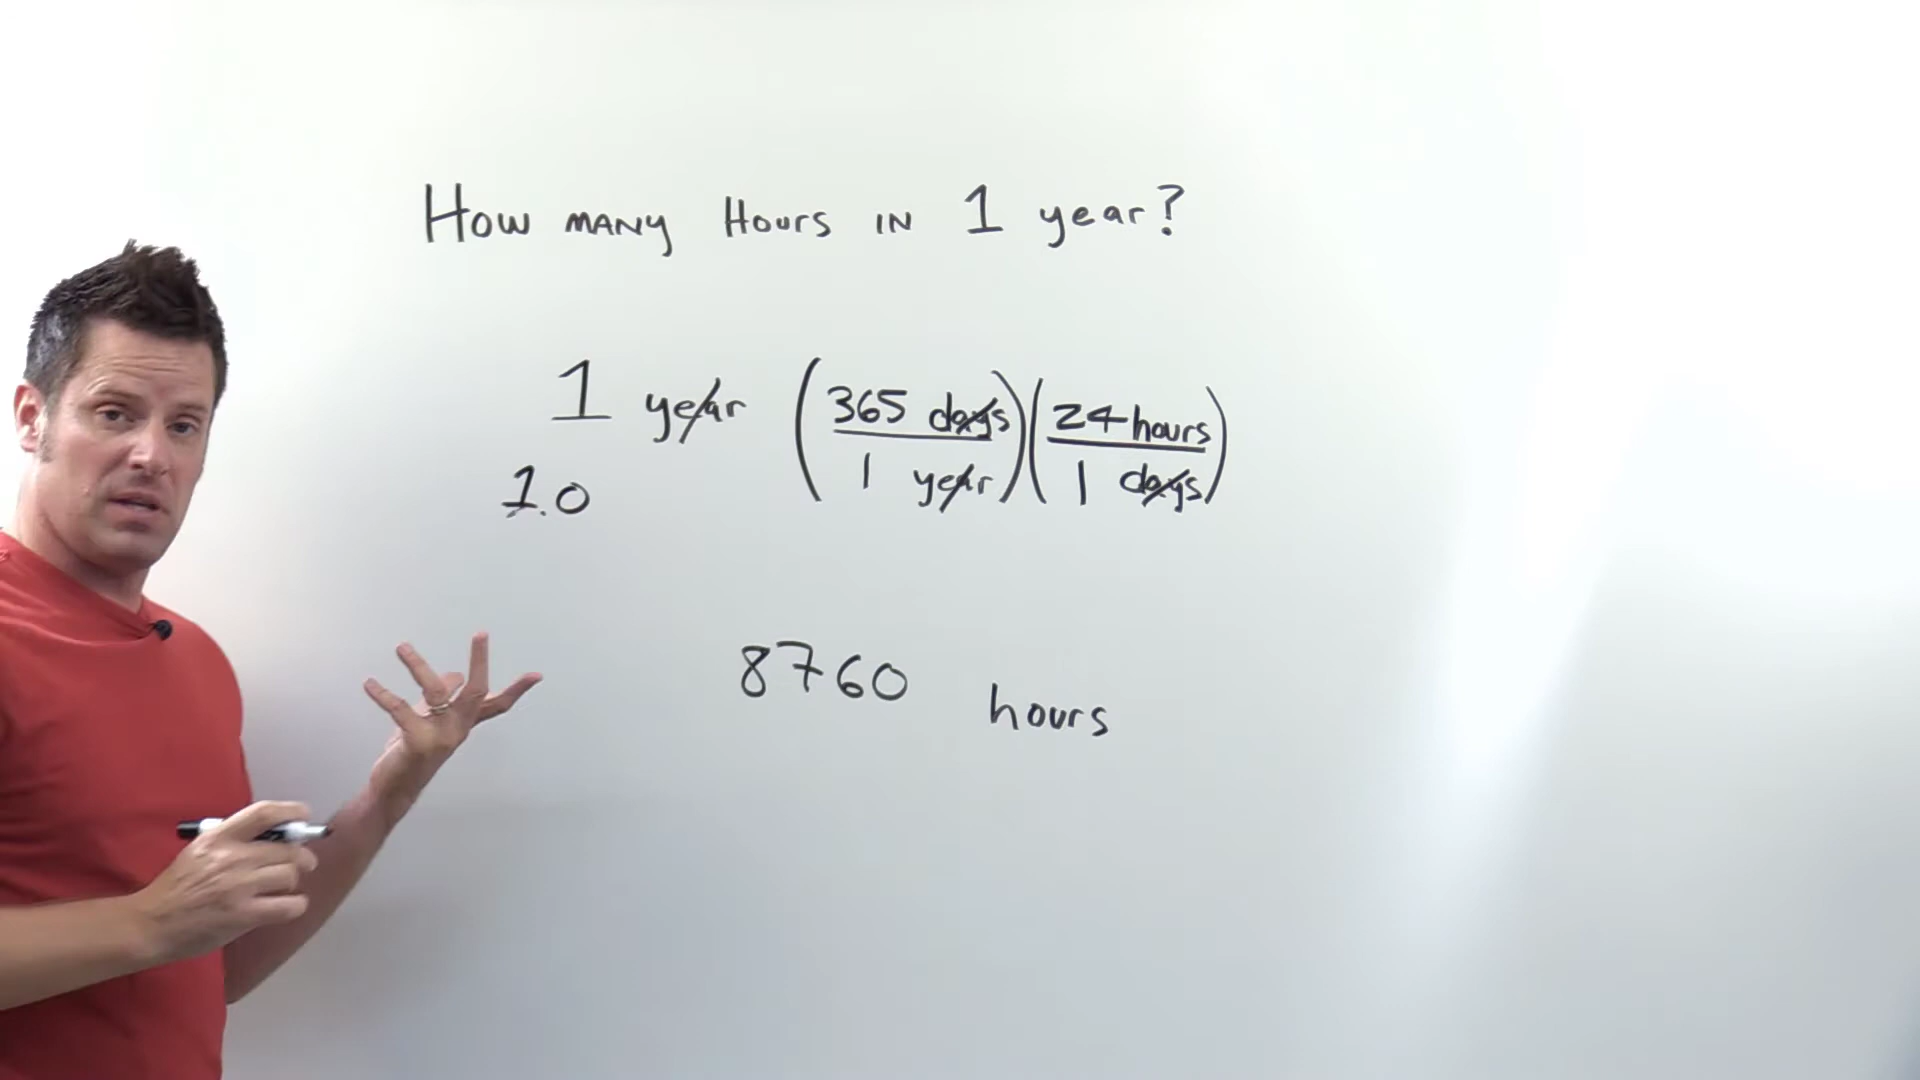 How many Hours in 1 year?
1 year (365 days / 1 year)(24 hours / 1 days)
1.0
8760 hours